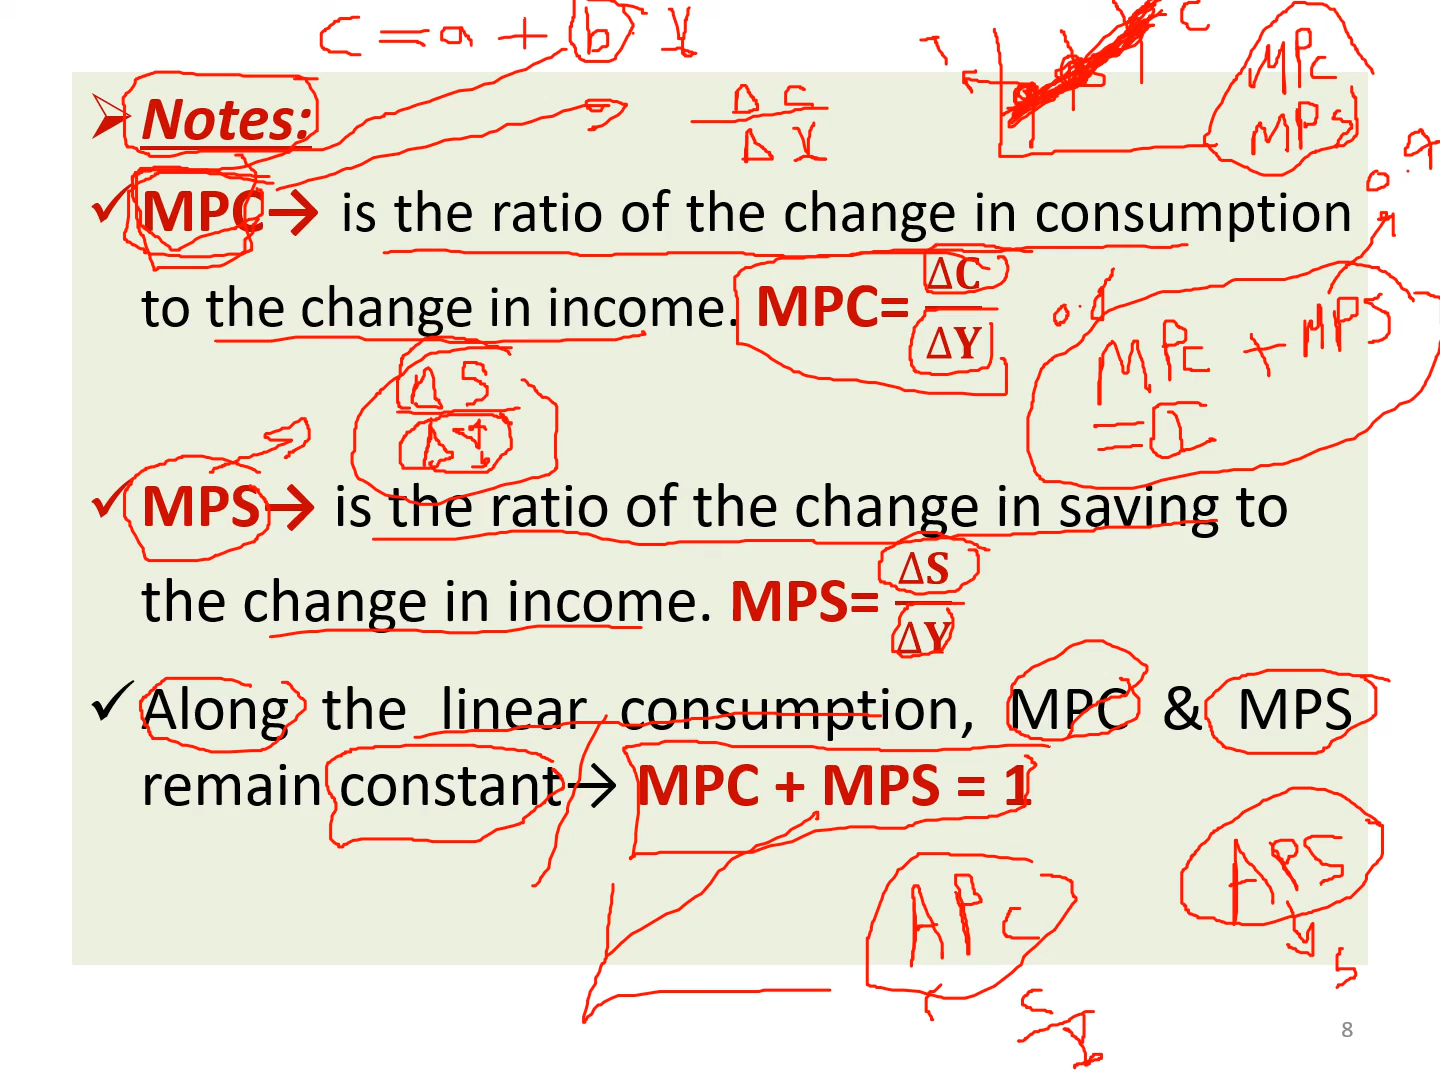 C = a + b Y
➢ Notes:
ΔC
ΔY
C
MPC
MPS
✓ MPC→ is the ratio of the change in consumption
to the change in income. MPC= ΔC
ΔY
MPC + MPS
= 1
ΔS
ΔY
✓ MPS→ is the ratio of the change in saving to
the change in income. MPS= ΔS
ΔY
✓ Along the linear consumption, MPC & MPS
remain constant→ MPC + MPS = 1
APS
APC
S
C
Y
8